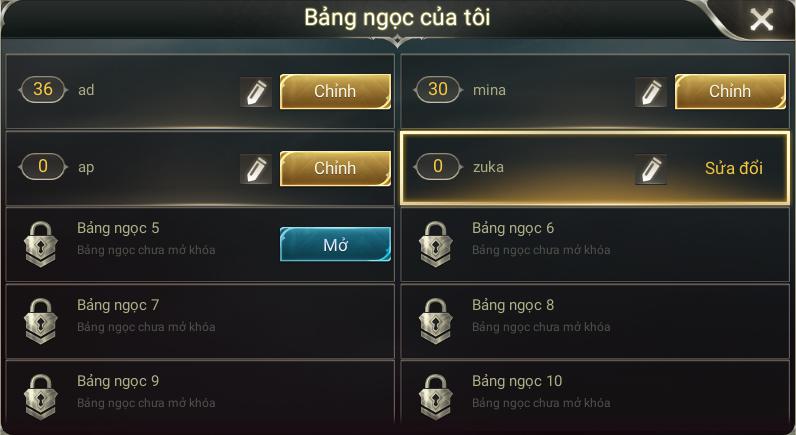 Bảng ngọc của tôi
36 ad Chỉnh
30 mina Chỉnh
0 ap Chỉnh
0 zuka Sửa đổi
Bảng ngọc 5
Bảng ngọc chưa mở khóa
Mở
Bảng ngọc 6
Bảng ngọc chưa mở khóa
Bảng ngọc 7
Bảng ngọc chưa mở khóa
Bảng ngọc 8
Bảng ngọc chưa mở khóa
Bảng ngọc 9
Bảng ngọc chưa mở khóa
Bảng ngọc 10
Bảng ngọc chưa mở khóa